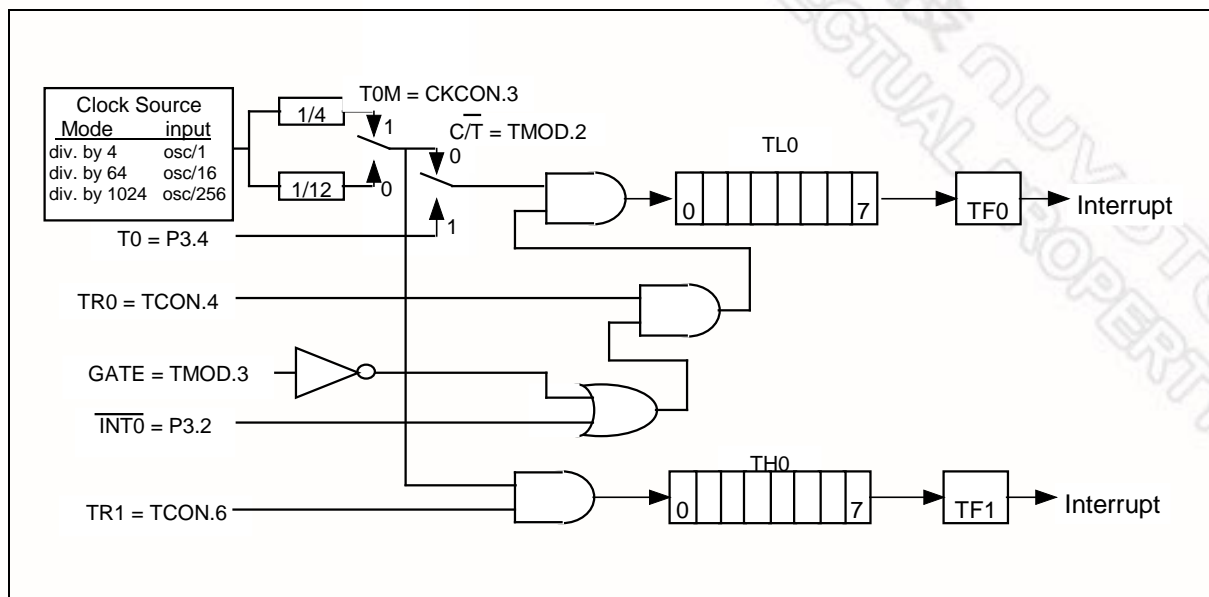 Clock Source
Mode input
div. by 4 osc/1
div. by 64 osc/16
div. by 1024 osc/256
1/4
1/12
T0M = CKCON.3
1
0
C/T̅ = TMOD.2
0
1
T0 = P3.4
TL0
0 7
TF0
Interrupt
TR0 = TCON.4
GATE = TMOD.3
I̅N̅T̅0̅ = P3.2
TH0
0 7
TF1
Interrupt
TR1 = TCON.6